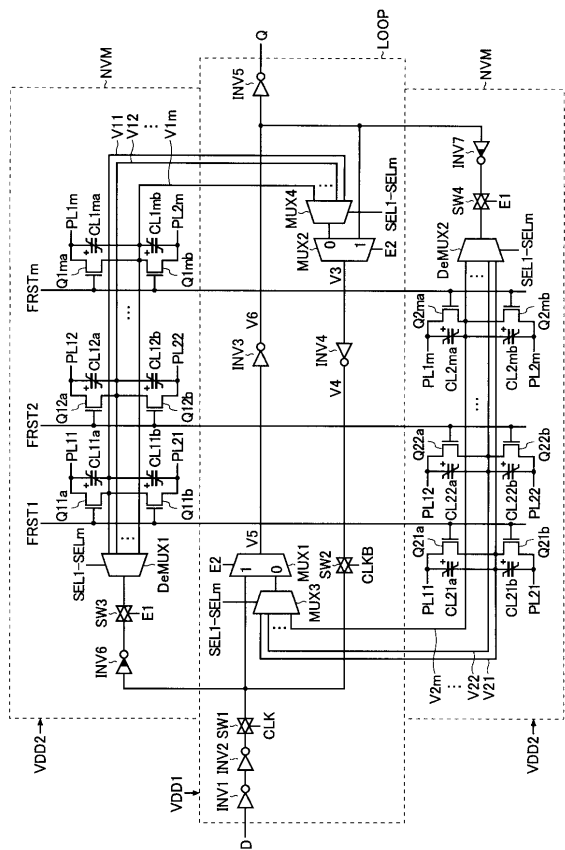 NVM
V11
V12
...
V1m
FRSTm
PL1m
CL1ma
Q1ma
CL1mb
PL2m
Q1mb
...
FRST2
PL12
CL12a
Q12a
CL12b
PL22
Q12b
FRST1
PL11
CL11a
Q11a
CL11b
PL21
Q11b
...
SEL1-SELm
DeMUX1
SW3
E1
INV6
VDD2
LOOP
Q
INV5
...
MUX4
SEL1-SELm
MUX2
0
1
E2
V3
V6
INV3
INV4
V4
V5
E2
1
0
MUX1
SW2
CLKB
SEL1-SELm
MUX3
...
SW1
CLK
INV2
INV1
VDD1
D
NVM
INV7
SW4
E1
DeMUX2
SEL1-SELm
...
Q2ma
PL1m
CL2ma
Q2mb
CL2mb
PL2m
...
Q22a
PL12
CL22a
Q22b
CL22b
PL22
Q21a
PL11
CL21a
Q21b
CL21b
PL21
V2m
...
V22
V21
VDD2